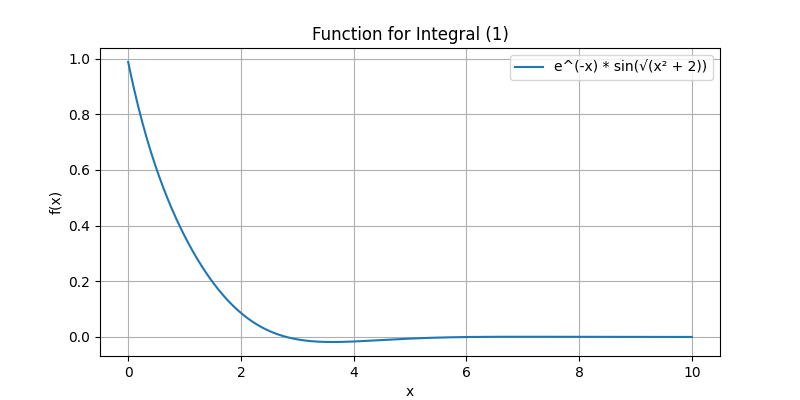 Function for Integral (1)
e^(-x) * sin(√(x² + 2))
f(x)
1.0
0.8
0.6
0.4
0.2
0.0
0 2 4 6 8 10
x